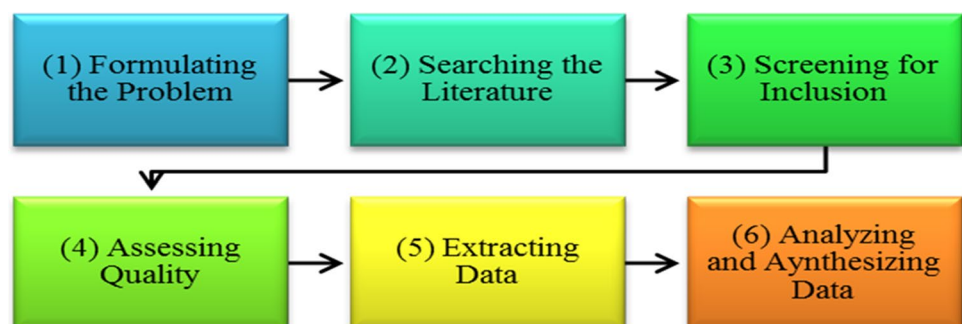 (1) Formulating
the Problem
(2) Searching the
Literature
(3) Screening for
Inclusion
(4) Assessing
Quality
(5) Extracting
Data
(6) Analyzing
and Aynthesizing
Data